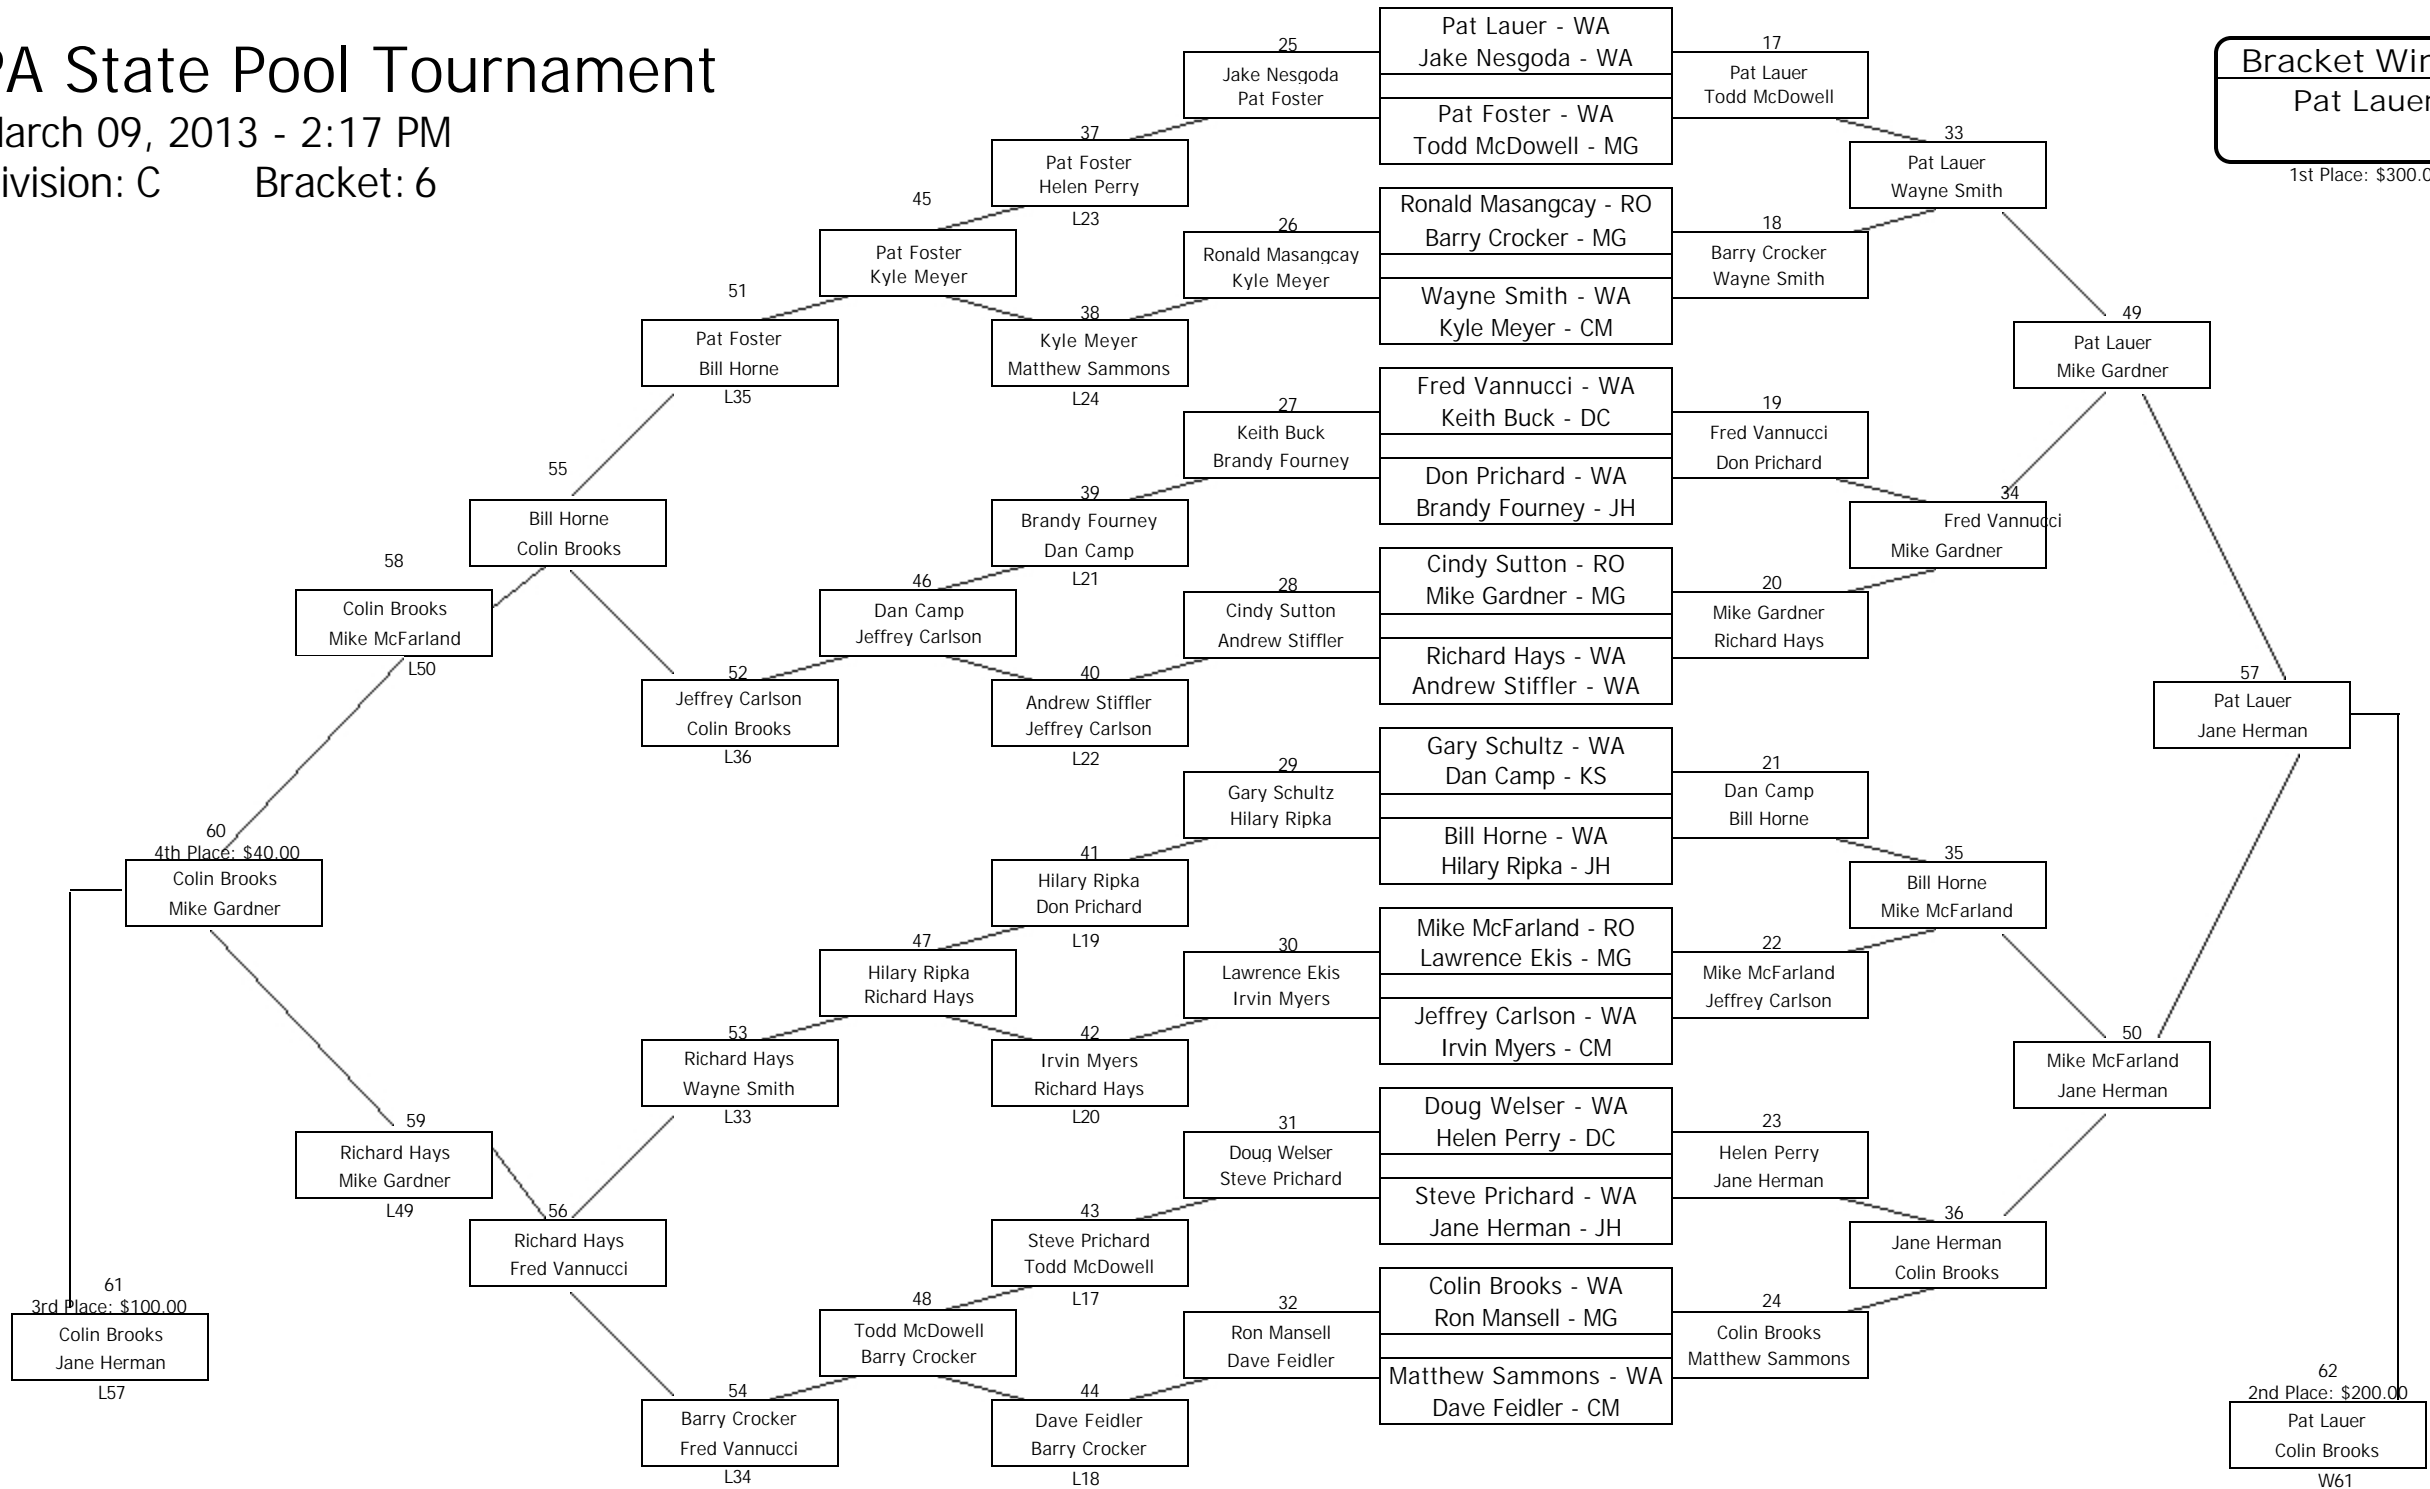 PA State Pool Tournament
March 09, 2013 - 2:17 PM
Division: C Bracket: 6
61
3rd Place: $100.00
Colin Brooks
Jane Herman
L57
60
4th Place: $40.00
Colin Brooks
Mike Gardner
58
Colin Brooks
Mike McFarland
L50
59
Richard Hays
Mike Gardner
L49
55
Bill Horne
Colin Brooks
56
Richard Hays
Fred Vannucci
51
Pat Foster
Bill Horne
L35
52
Jeffrey Carlson
Colin Brooks
L36
53
Richard Hays
Wayne Smith
L33
54
Barry Crocker
Fred Vannucci
L34
45
Pat Foster
Kyle Meyer
46
Dan Camp
Jeffrey Carlson
47
Hilary Ripka
Richard Hays
48
Todd McDowell
Barry Crocker
37
Pat Foster
Helen Perry
L23
38
Kyle Meyer
Matthew Sammons
L24
39
Brandy Fourney
Dan Camp
L21
40
Andrew Stiffler
Jeffrey Carlson
L22
41
Hilary Ripka
Don Prichard
L19
42
Irvin Myers
Richard Hays
L20
43
Steve Prichard
Todd McDowell
L17
44
Dave Feidler
Barry Crocker
L18
25
Jake Nesgoda
Pat Foster
26
Ronald Masangcay
Kyle Meyer
27
Keith Buck
Brandy Fourney
28
Cindy Sutton
Andrew Stiffler
29
Gary Schultz
Hilary Ripka
30
Lawrence Ekis
Irvin Myers
31
Doug Welser
Steve Prichard
32
Ron Mansell
Dave Feidler
Pat Lauer - WA
Jake Nesgoda - WA
Pat Foster - WA
Todd McDowell - MG
Ronald Masangcay - RO
Barry Crocker - MG
Wayne Smith - WA
Kyle Meyer - CM
Fred Vannucci - WA
Keith Buck - DC
Don Prichard - WA
Brandy Fourney - JH
Cindy Sutton - RO
Mike Gardner - MG
Richard Hays - WA
Andrew Stiffler - WA
Gary Schultz - WA
Dan Camp - KS
Bill Horne - WA
Hilary Ripka - JH
Mike McFarland - RO
Lawrence Ekis - MG
Jeffrey Carlson - WA
Irvin Myers - CM
Doug Welser - WA
Helen Perry - DC
Steve Prichard - WA
Jane Herman - JH
Colin Brooks - WA
Ron Mansell - MG
Matthew Sammons - WA
Dave Feidler - CM
17
Pat Lauer
Todd McDowell
18
Barry Crocker
Wayne Smith
19
Fred Vannucci
Don Prichard
20
Mike Gardner
Richard Hays
21
Dan Camp
Bill Horne
22
Mike McFarland
Jeffrey Carlson
23
Helen Perry
Jane Herman
24
Colin Brooks
Matthew Sammons
33
Pat Lauer
Wayne Smith
34
Fred Vannucci
Mike Gardner
35
Bill Horne
Mike McFarland
36
Jane Herman
Colin Brooks
49
Pat Lauer
Mike Gardner
50
Mike McFarland
Jane Herman
57
Pat Lauer
Jane Herman
Bracket Win
Pat Lauer
1st Place: $300.0
62
2nd Place: $200.00
Pat Lauer
Colin Brooks
W61